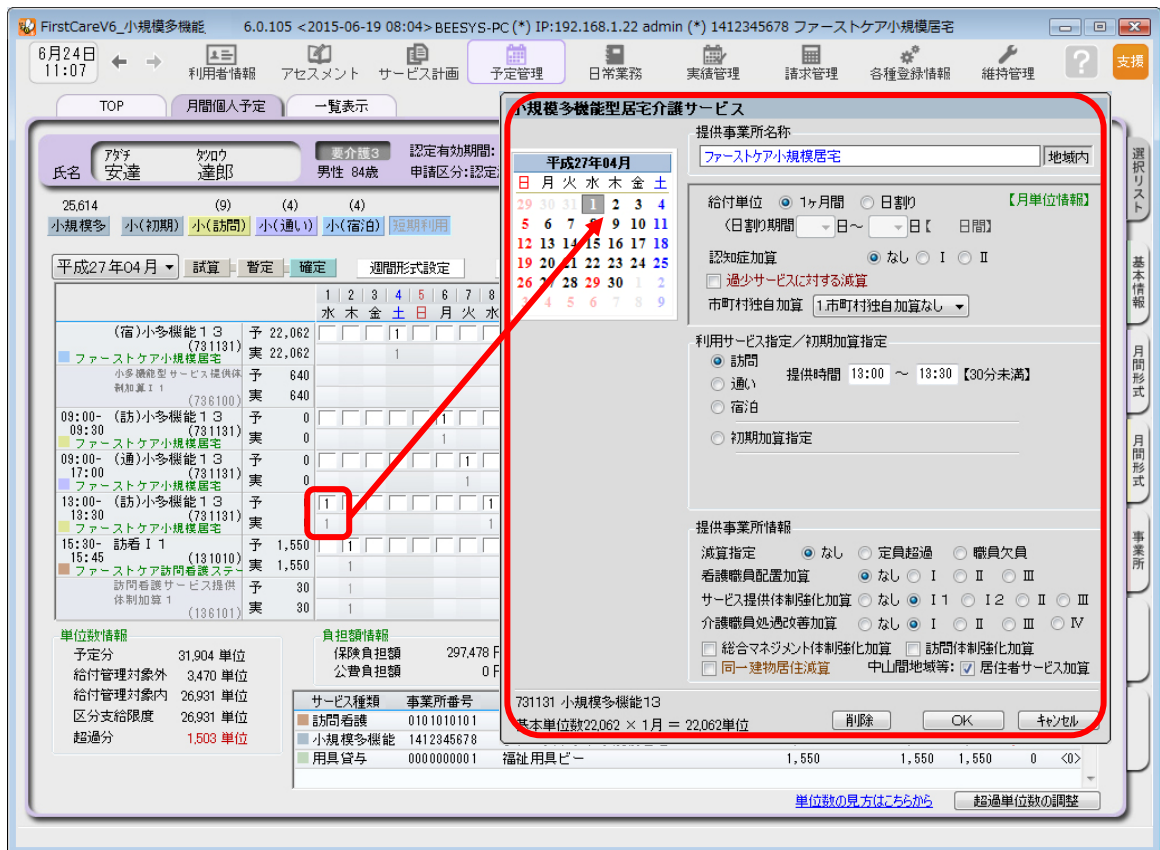 FirstCareV6_小規模多機能 6.0.105 <2015-06-19 08:04> BEESYS-PC (*) IP:192.168.1.22 admin (*) 1412345678 ファーストケア小規模居宅
6月24日
11:07
利用者情報 アセスメント サービス計画 予定管理 日常業務 実績管理 請求管理 各種登録情報 維持管理 ? 支援
TOP 月間個人予定 一覧表示
アダチ タツロウ
氏名 安達 達郎
要介護3 認定有効期間:
男性 84歳 申請区分:認定
25,614 (9) (4) (4)
小規模多 小(初期) 小(訪問) 小(通い) 小(宿泊) 短期利用
平成27年04月 試算 暫定 確定 週間形式設定
1 2 3 4 5 6 7 8
水 木 金 土 日 月 火 水
(宿)小多機能13 予 22,062 1
(731131)
ファーストケア小規模居宅 実 22,062 1
小多機能型サービス提供体 予 640
制加算Ⅰ1
(736100) 実 640
09:00- (訪)小多機能13 予 0 1
09:30 (731131)
ファーストケア小規模居宅 実 0 1
09:00- (通)小多機能13 予 0 1
17:00 (731131)
ファーストケア小規模居宅 実 0 1
13:00- (訪)小多機能13 予 1 1
13:30 (731131)
ファーストケア小規模居宅 実 1 1
15:30- 訪看Ⅰ1 予 1,550 1
15:45 (131010)
ファーストケア訪問看護ステー 実 1,550 1
訪問看護サービス提供 予 30 1
体制加算1
(136101) 実 30 1
単位数情報
予定分 31,904 単位
給付管理対象外 3,470 単位
給付管理対象内 26,931 単位
区分支給限度 26,931 単位
超過分 1,503 単位
負担額情報
保険負担額 297,478 F
公費負担額 0 F
サービス種類 事業所番号
訪問看護 0101010101
小規模多機能 1412345678
用具貸与 0000000001 福祉用具ビー 1,550 1,550 1,550 0 <0>
単位数の見方はこちらから 超過単位数の調整
小規模多機能型居宅介護サービス
平成27年04月
日 月 火 水 木 金 土
29 30 31 1 2 3 4
5 6 7 8 9 10 11
12 13 14 15 16 17 18
19 20 21 22 23 24 25
26 27 28 29 30 1 2
3 4 5 6 7 8 9
提供事業所名称
ファーストケア小規模居宅 地域内
給付単位 1ヶ月間 日割り 【月単位情報】
(日割り期間 日～ 日【 日間】
認知症加算 なし Ⅰ Ⅱ
過少サービスに対する減算
市町村独自加算 1.市町村独自加算なし
利用サービス指定／初期加算指定
訪問
通い 提供時間 13:00 ～ 13:30 【30分未満】
宿泊
初期加算指定
提供事業所情報
減算指定 なし 定員超過 職員欠員
看護職員配置加算 なし Ⅰ Ⅱ Ⅲ
サービス提供体制強化加算 なし Ⅰ1 Ⅰ2 Ⅱ Ⅲ
介護職員処遇改善加算 なし Ⅰ Ⅱ Ⅲ Ⅳ
総合マネジメント体制強化加算 訪問体制強化加算
同一建物居住減算 中山間地域等: 居住者サービス加算
731131 小規模多機能13
基本単位数22,062 × 1月 ＝ 22,062単位 削除 OK キャンセル
選択リスト
基本情報
月間形式
月間形式
事業所